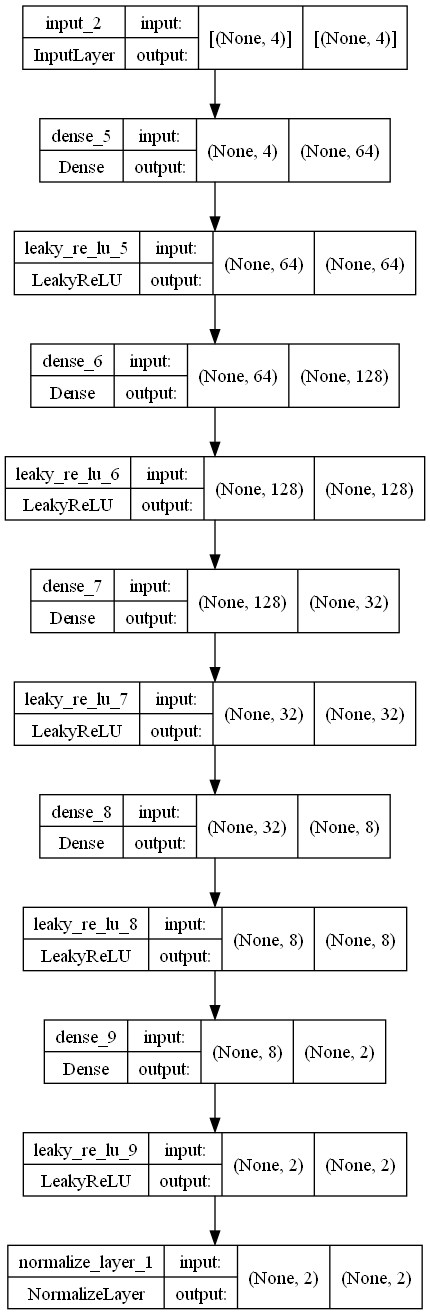 input_2 input: [(None, 4)] [(None, 4)]
InputLayer output:
dense_5 input: (None, 4) (None, 64)
Dense output:
leaky_re_lu_5 input: (None, 64) (None, 64)
LeakyReLU output:
dense_6 input: (None, 64) (None, 128)
Dense output:
leaky_re_lu_6 input: (None, 128) (None, 128)
LeakyReLU output:
dense_7 input: (None, 128) (None, 32)
Dense output:
leaky_re_lu_7 input: (None, 32) (None, 32)
LeakyReLU output:
dense_8 input: (None, 32) (None, 8)
Dense output:
leaky_re_lu_8 input: (None, 8) (None, 8)
LeakyReLU output:
dense_9 input: (None, 8) (None, 2)
Dense output:
leaky_re_lu_9 input: (None, 2) (None, 2)
LeakyReLU output:
normalize_layer_1 input: (None, 2) (None, 2)
NormalizeLayer output: